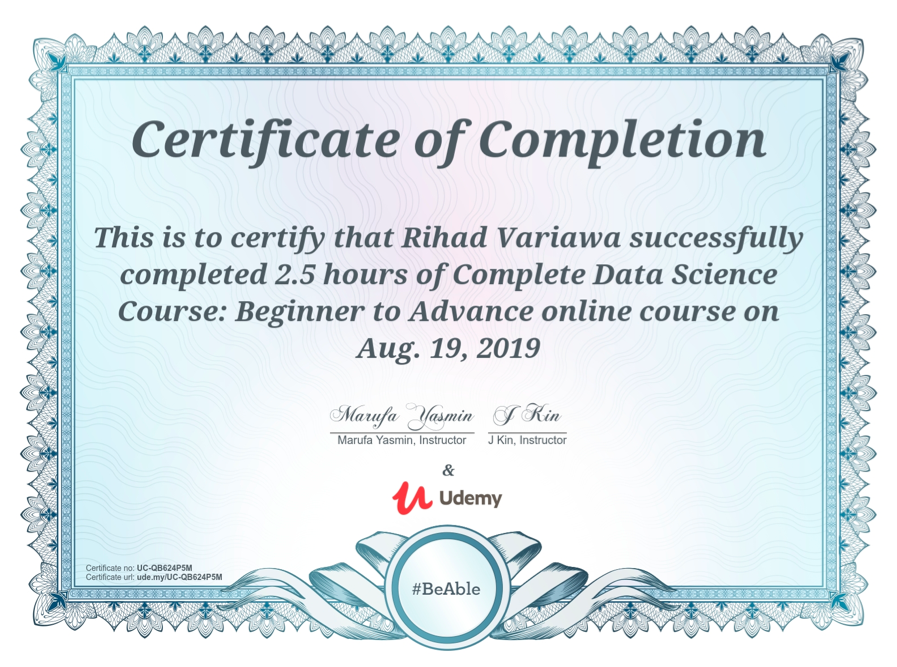 Certificate of Completion
This is to certify that Rihad Variawa successfully
completed 2.5 hours of Complete Data Science
Course: Beginner to Advance online course on
Aug. 19, 2019
Marufa Yasmin J Kin
Marufa Yasmin, Instructor J Kin, Instructor
&
Udemy
Certificate no: UC-QB624P5M
Certificate url: ude.my/UC-QB624P5M
#BeAble